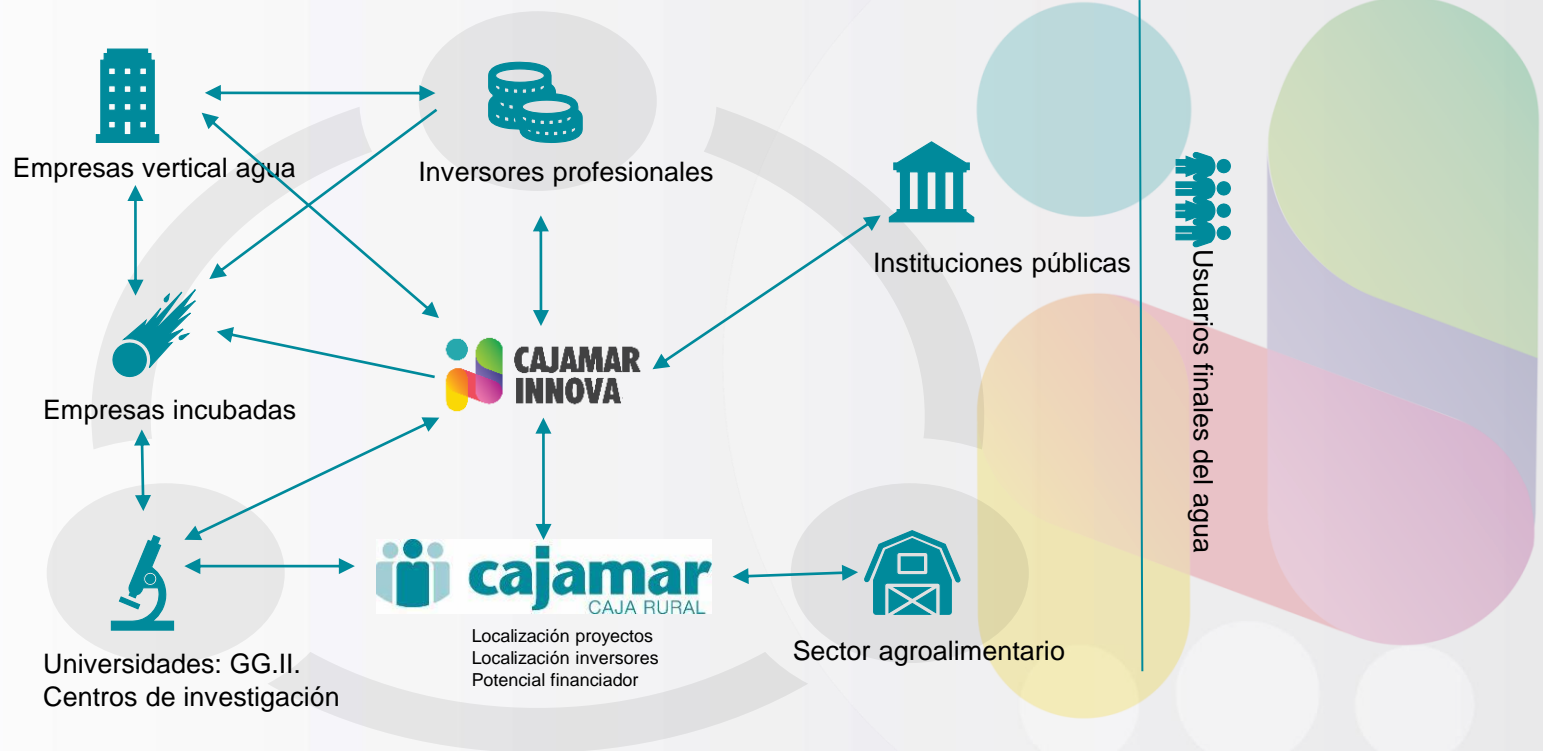 Empresas vertical agua
Inversores profesionales
Instituciones públicas
Usuarios finales del agua
CAJAMAR
INNOVA
Empresas incubadas
cajamar
CAJA RURAL
Localización proyectos
Localización inversores
Potencial financiador
Sector agroalimentario
Universidades: GG.II.
Centros de investigación